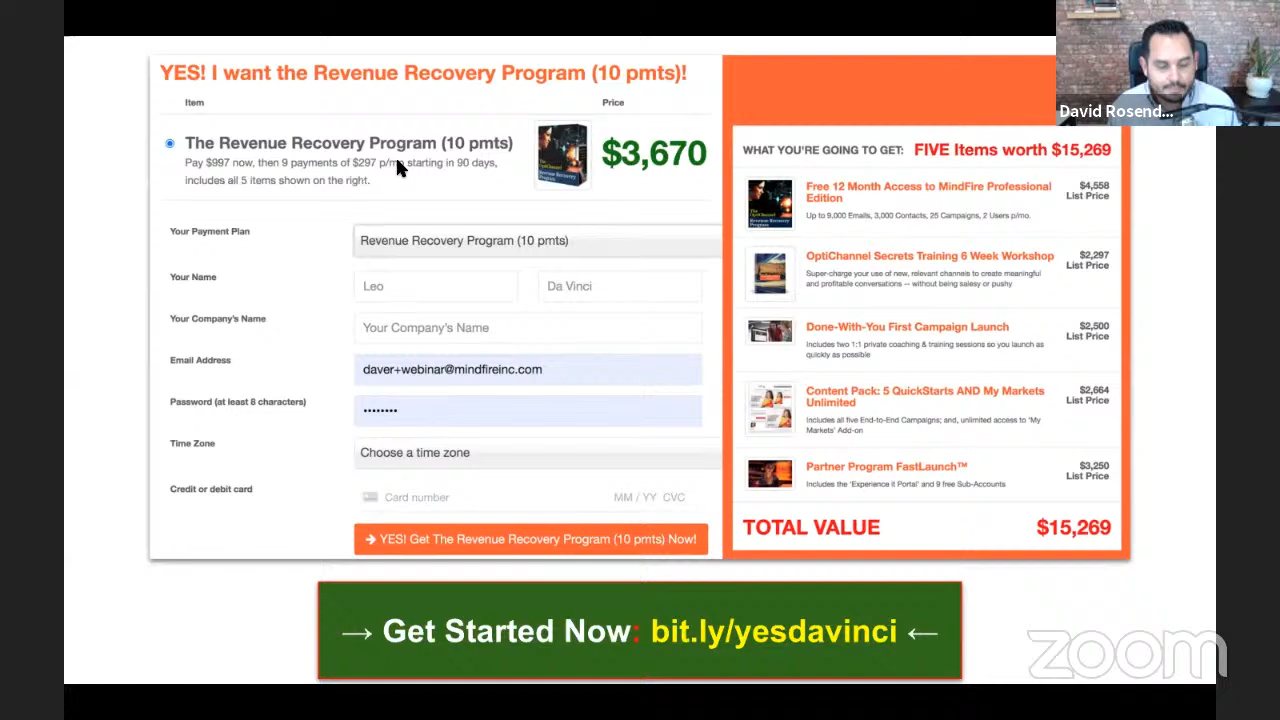 YES! I want the Revenue Recovery Program (10 pmts)!
Item Price
The Revenue Recovery Program (10 pmts)
Pay $997 now, then 9 payments of $297 p/mo starting in 90 days,
includes all 5 items shown on the right.
$3,670
Your Payment Plan
Revenue Recovery Program (10 pmts)
Your Name
Leo
Da Vinci
Your Company's Name
Your Company's Name
Email Address
daver+webinar@mindfireinc.com
Password (at least 8 characters)
••••••••
Time Zone
Choose a time zone
Credit or debit card
Card number
MM / YY CVC
→ YES! Get The Revenue Recovery Program (10 pmts) Now!
David Rosend...
WHAT YOU'RE GOING TO GET: FIVE Items worth $15,269
Free 12 Month Access to MindFire Professional
Edition
Up to 9,000 Emails, 3,000 Contacts, 25 Campaigns, 2 Users p/mo.
$4,558
List Price
OptiChannel Secrets Training 6 Week Workshop
Super-charge your use of new, relevant channels to create meaningful
and profitable conversations -- without being salesy or pushy
$2,297
List Price
Done-With-You First Campaign Launch
Includes two 1:1 private coaching & training sessions so you launch as
quickly as possible
$2,500
List Price
Content Pack: 5 QuickStarts AND My Markets
Unlimited
Includes all five End-to-End Campaigns; and, unlimited access to 'My
Markets' Add-on
$2,664
List Price
Partner Program FastLaunch™
Includes the 'Experience it Portal' and 9 free Sub-Accounts
$3,250
List Price
TOTAL VALUE $15,269
→ Get Started Now: bit.ly/yesdavinci ←
zoom